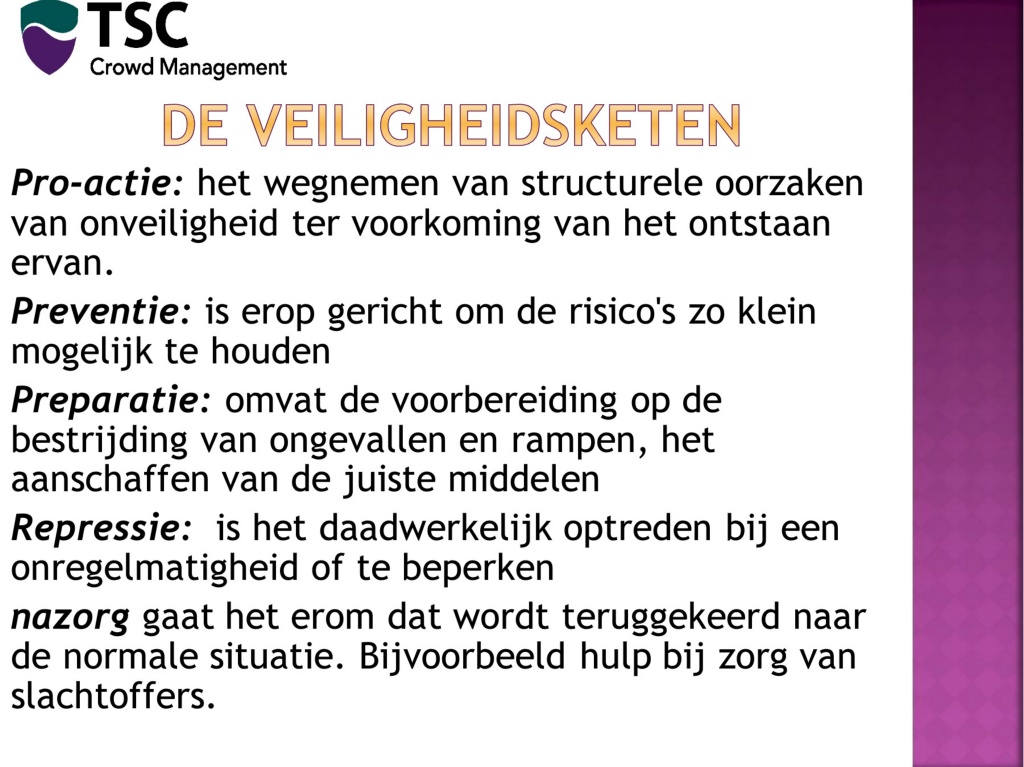 TSC
Crowd Management
DE VEILIGHEIDSKETEN
Pro-actie: het wegnemen van structurele oorzaken
van onveiligheid ter voorkoming van het ontstaan
ervan.
Preventie: is erop gericht om de risico's zo klein
mogelijk te houden
Preparatie: omvat de voorbereiding op de
bestrijding van ongevallen en rampen, het
aanschaffen van de juiste middelen
Repressie:  is het daadwerkelijk optreden bij een
onregelmatigheid of te beperken
nazorg gaat het erom dat wordt teruggekeerd naar
de normale situatie. Bijvoorbeeld hulp bij zorg van
slachtoffers.